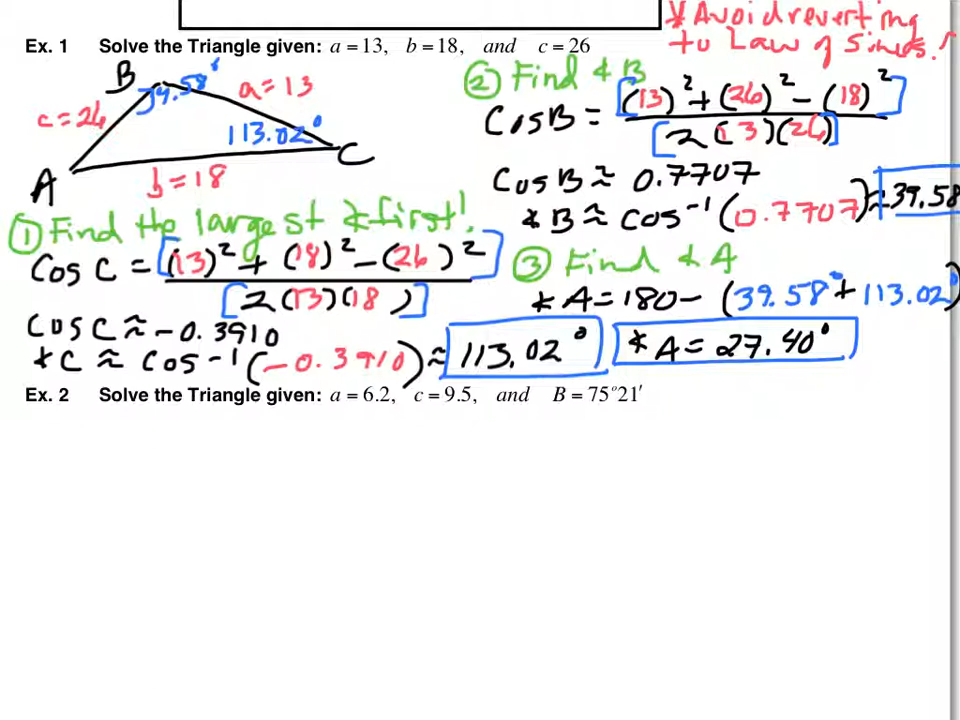 * Avoid reverting
to Law of Sines.
Ex. 1 Solve the Triangle given: a = 13, b = 18, and c = 26
B 39.58°
a = 13
c = 26
113.02°
C
A
b = 18
① Find the largest ∡ first!
Cos C = [(13)² + (18)² − (26)²]
[2(13)(18)]
Cos C ≈ −0.3910
∡C ≈ cos⁻¹(−0.3910) ≈ 113.02°
② Find ∡B
Cos B = [(13)² + (26)² − (18)²]
[2(13)(26)]
Cos B ≈ 0.7707
∡B ≈ cos⁻¹(0.7707) ≈ 39.58
③ Find ∡A
∡A = 180 − (39.58° + 113.02°)
∡A = 27.40°
Ex. 2 Solve the Triangle given: a = 6.2, c = 9.5, and B = 75°21′